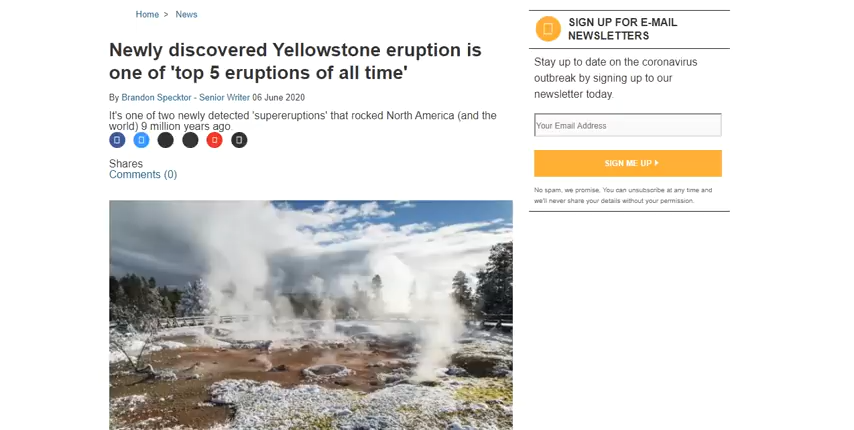 Home > News
Newly discovered Yellowstone eruption is
one of 'top 5 eruptions of all time'
By Brandon Specktor - Senior Writer 06 June 2020
It's one of two newly detected 'supereruptions' that rocked North America (and the
world) 9 million years ago.
Shares
Comments (0)
SIGN UP FOR E-MAIL
NEWSLETTERS
Stay up to date on the coronavirus
outbreak by signing up to our
newsletter today.
Your Email Address
SIGN ME UP
No spam, we promise. You can unsubscribe at any time and
we'll never share your details without your permission.